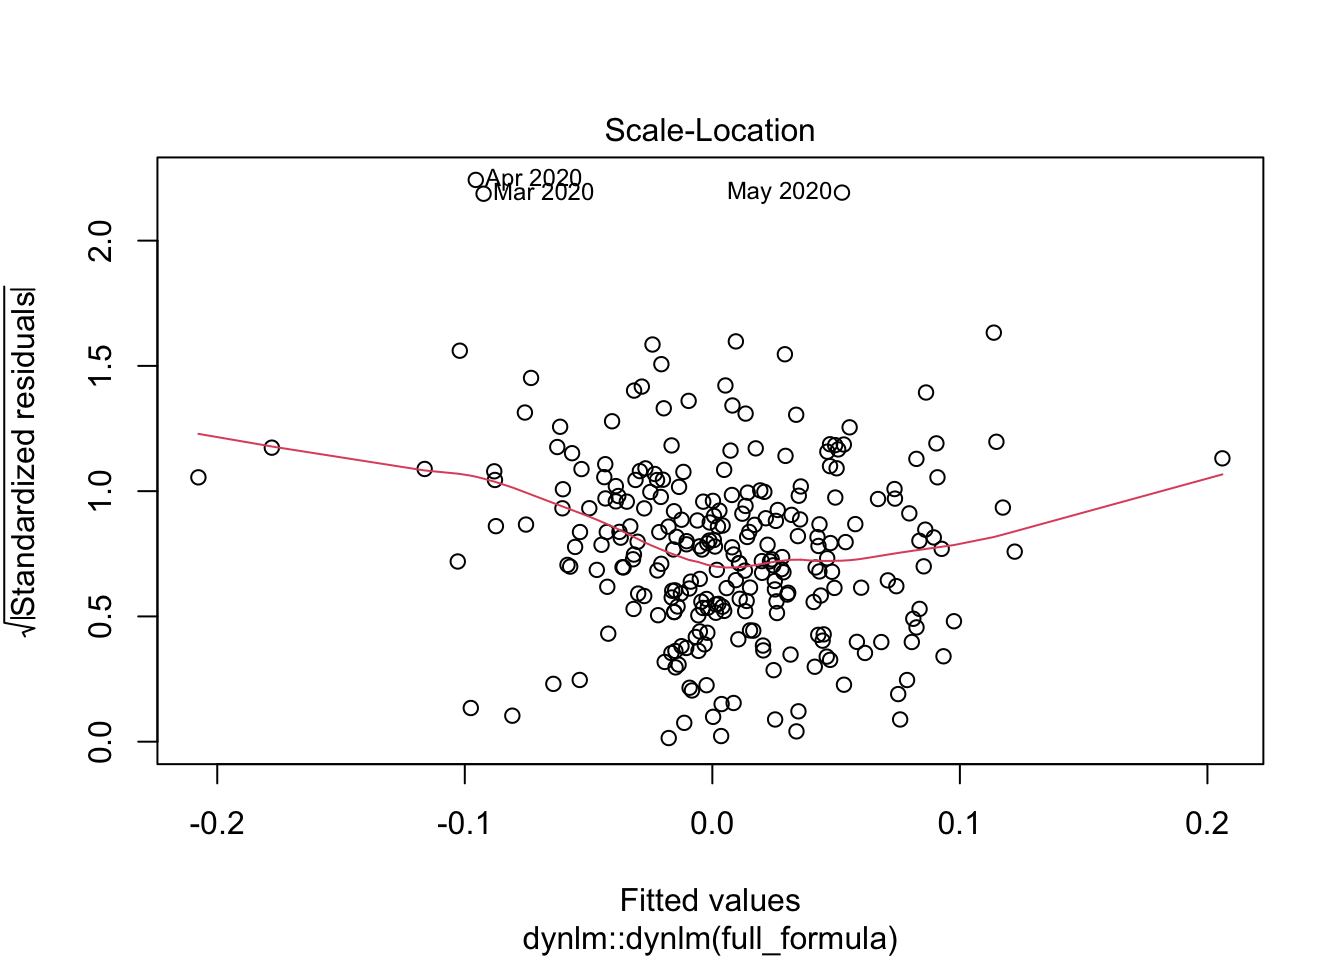 Scale-Location
Apr 2020
Mar 2020
May 2020
√|Standardized residuals|
2.0
1.5
1.0
0.5
0.0
-0.2 -0.1 0.0 0.1 0.2
Fitted values
dynlm::dynlm(full_formula)